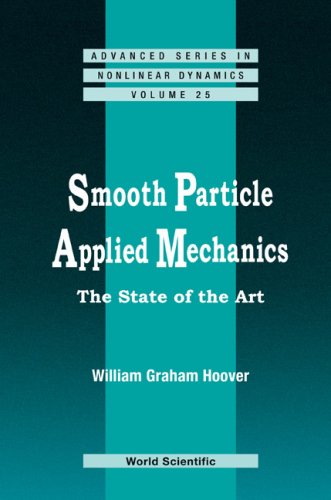 ADVANCED SERIES IN
NONLINEAR DYNAMICS
VOLUME 25
Smooth Particle
Applied Mechanics
The State of the Art
William Graham Hoover
World Scientific